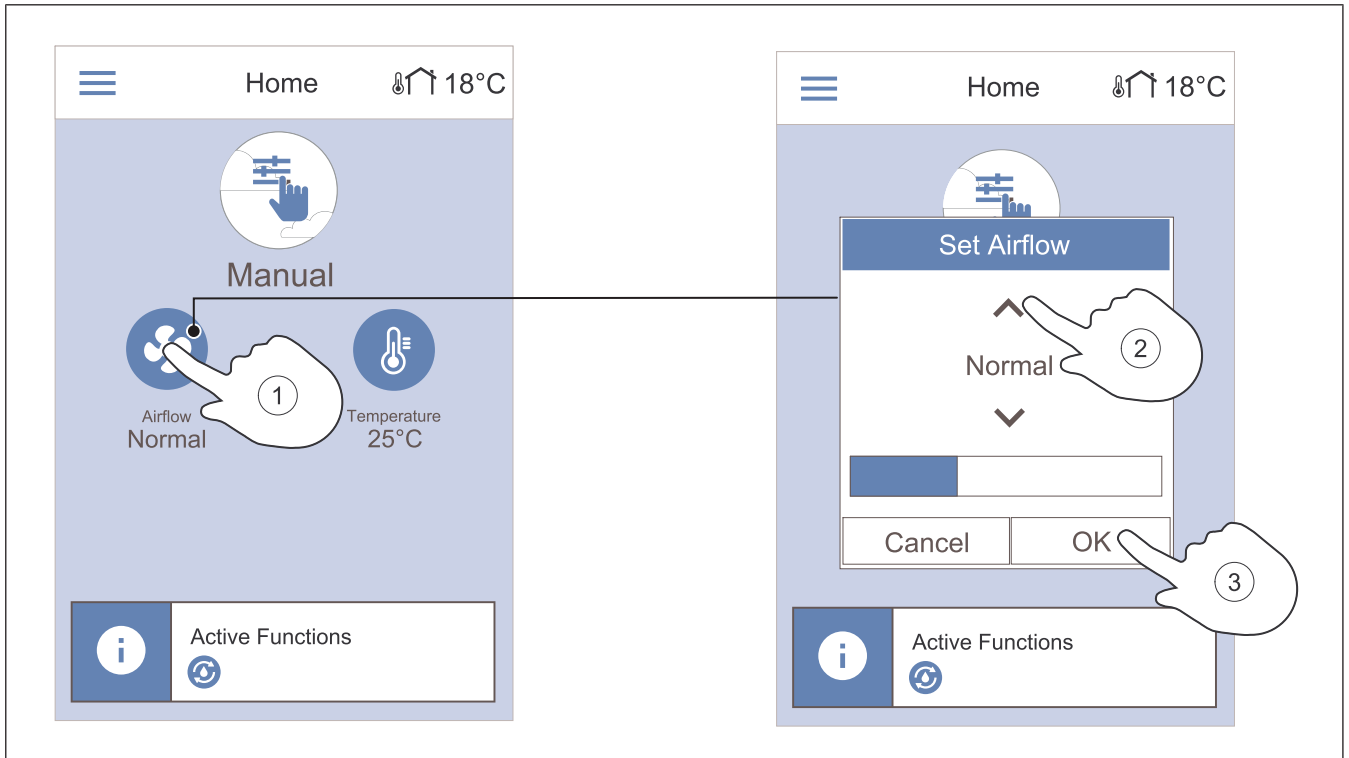 Home 18°C
Manual
1
Airflow
Normal
Temperature
25°C
i
Active Functions
Home 18°C
Set Airflow
2
Normal
Cancel OK
3
i
Active Functions